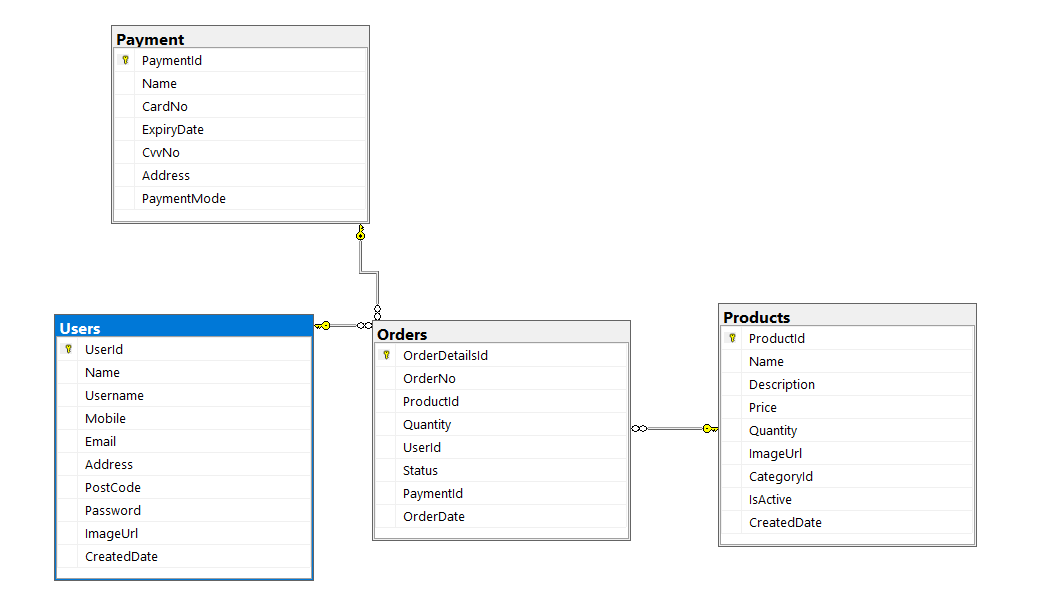 Payment
PaymentId
Name
CardNo
ExpiryDate
CvvNo
Address
PaymentMode
Users
UserId
Name
Username
Mobile
Email
Address
PostCode
Password
ImageUrl
CreatedDate
Orders
OrderDetailsId
OrderNo
ProductId
Quantity
UserId
Status
PaymentId
OrderDate
Products
ProductId
Name
Description
Price
Quantity
ImageUrl
CategoryId
IsActive
CreatedDate